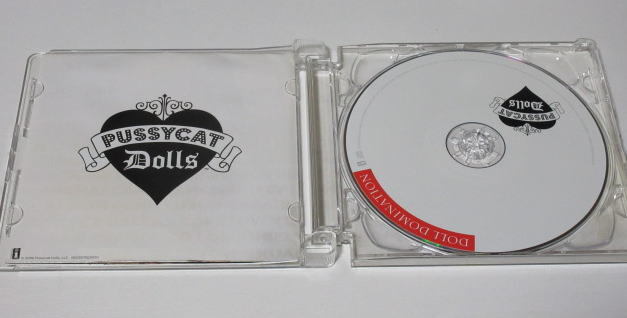 PUSSYCAT
Dolls
PUSSYCAT
Dolls
DOLL DOMINATION